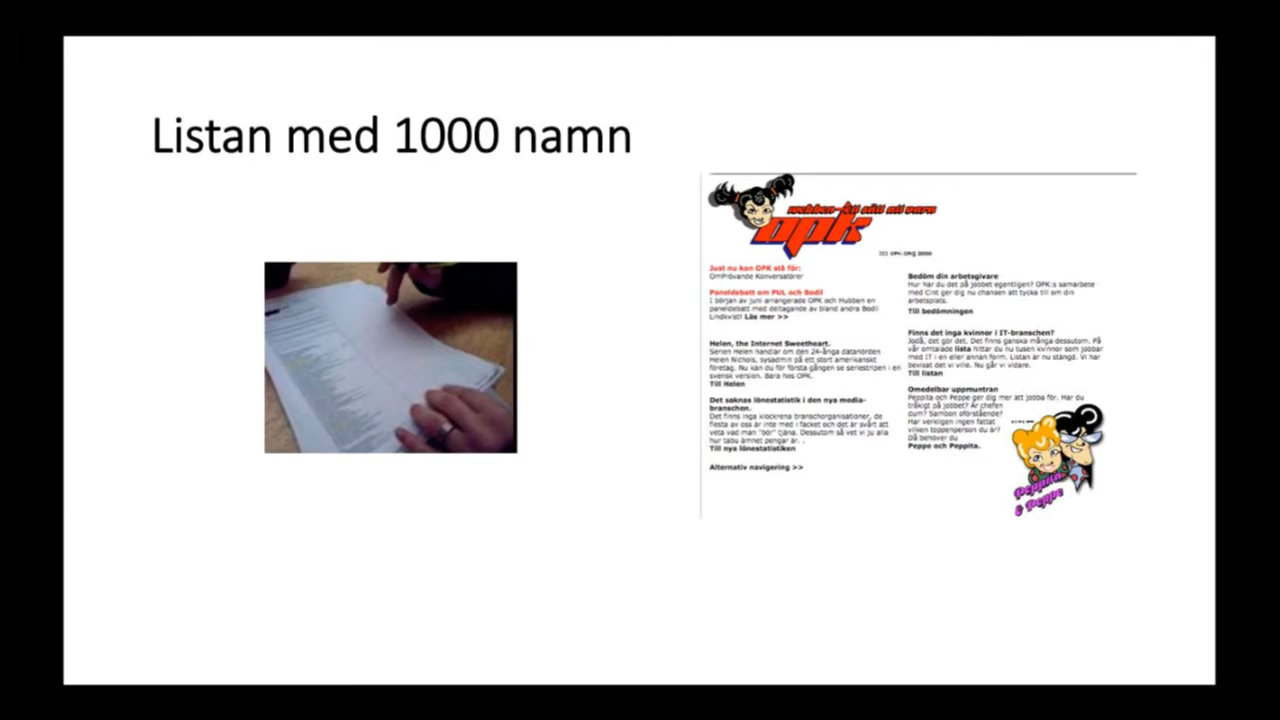 Listan med 1000 namn
webben-ett sätt att vara
opk
Just nu kan OPK stå för:
OmPrövande Konversatörer
Paneldebatt om PUL och Bodil
I början av juni arrangerade OPK och Hubben en
paneldebatt med deltagande av bland andra Bodil
Lindkvist! Läs mer >>
Helen, the Internet Sweetheart.
Serien Helen handlar om den 24-åriga datanörden
Helen Nichols, sysadmin på ett stort amerikanskt
företag. Nu kan du för första gången se seriestripen i en
svensk version. Bara hos OPK.
Till Helen
Det saknas lönestatistik i den nya media-
branschen.
Det finns inga klockrena branschorganisationer, de
flesta av oss är inte med i facket och det är svårt att
veta vad man "bör" tjäna. Dessutom så vet vi ju alla
hur tabu ämnet pengar är. .
Till nya lönestatistiken
Alternativ navigering >>
OPK.ORG 2000
Bedöm din arbetsgivare
Hur har du det på jobbet egentligen? OPK:s samarbete
med Cint ger dig nu chansen att tycka till om din
arbetsplats.
Till bedömningen
Finns det inga kvinnor i IT-branschen?
Jodå, det gör det. Det finns ganska många dessutom. På
vår omtalade lista hittar du nu tusen kvinnor som jobbar
med IT i en eller annan form. Listan är nu stängd. Vi har
bevisat det vi ville. Nu går vi vidare.
Till listan
Omedelbar uppmuntran
Peppita och Peppe ger dig mer att jobba för. Har du
tråkigt på jobbet? Är chefen
dum? Sambon oförstående?
Har verkligen ingen fattat
vilken toppenperson du är?
Då behöver du
Peppe och Peppita.
Peppita
& Peppe